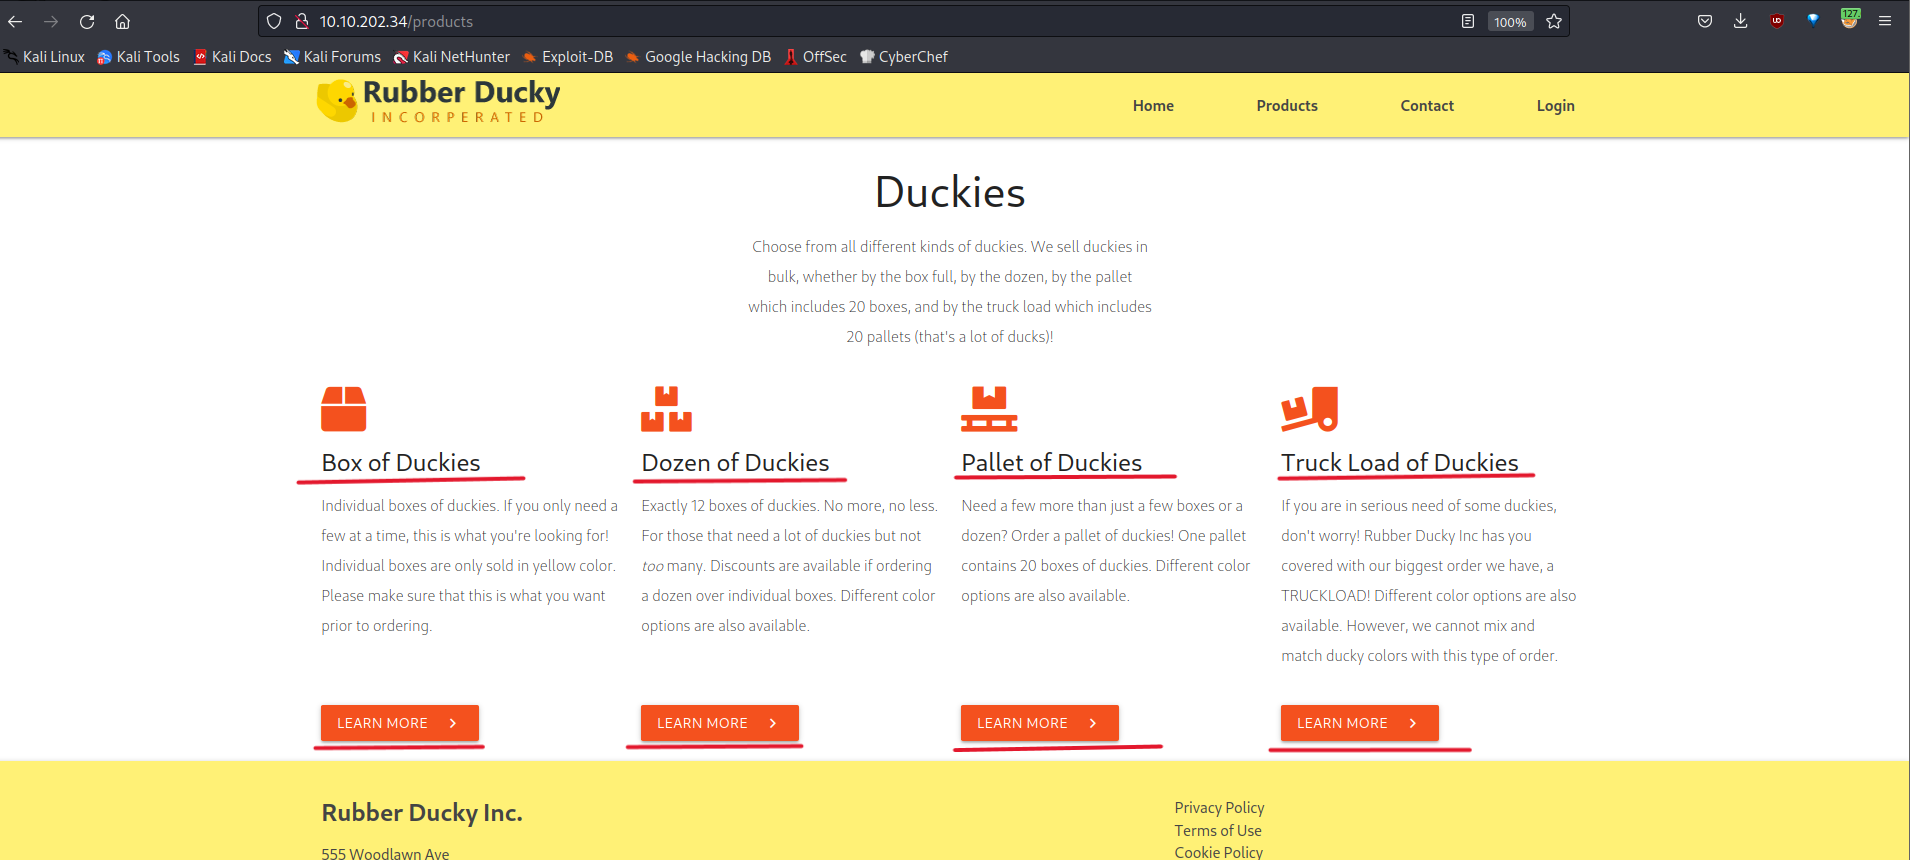 10.10.202.34/products
100%
127.
Kali Linux Kali Tools Kali Docs Kali Forums Kali NetHunter Exploit-DB Google Hacking DB OffSec CyberChef
Rubber Ducky
INCORPERATED
Home Products Contact Login
Duckies
Choose from all different kinds of duckies. We sell duckies in
bulk, whether by the box full, by the dozen, by the pallet
which includes 20 boxes, and by the truck load which includes
20 pallets (that's a lot of ducks)!
Box of Duckies
Individual boxes of duckies. If you only need a
few at a time, this is what you're looking for!
Individual boxes are only sold in yellow color.
Please make sure that this is what you want
prior to ordering.
LEARN MORE
Dozen of Duckies
Exactly 12 boxes of duckies. No more, no less.
For those that need a lot of duckies but not
too many. Discounts are available if ordering
a dozen over individual boxes. Different color
options are also available.
LEARN MORE
Pallet of Duckies
Need a few more than just a few boxes or a
dozen? Order a pallet of duckies! One pallet
contains 20 boxes of duckies. Different color
options are also available.
LEARN MORE
Truck Load of Duckies
If you are in serious need of some duckies,
don't worry! Rubber Ducky Inc has you
covered with our biggest order we have, a
TRUCKLOAD! Different color options are also
available. However, we cannot mix and
match ducky colors with this type of order.
LEARN MORE
Rubber Ducky Inc.
555 Woodlawn Ave
Privacy Policy
Terms of Use
Cookie Policy